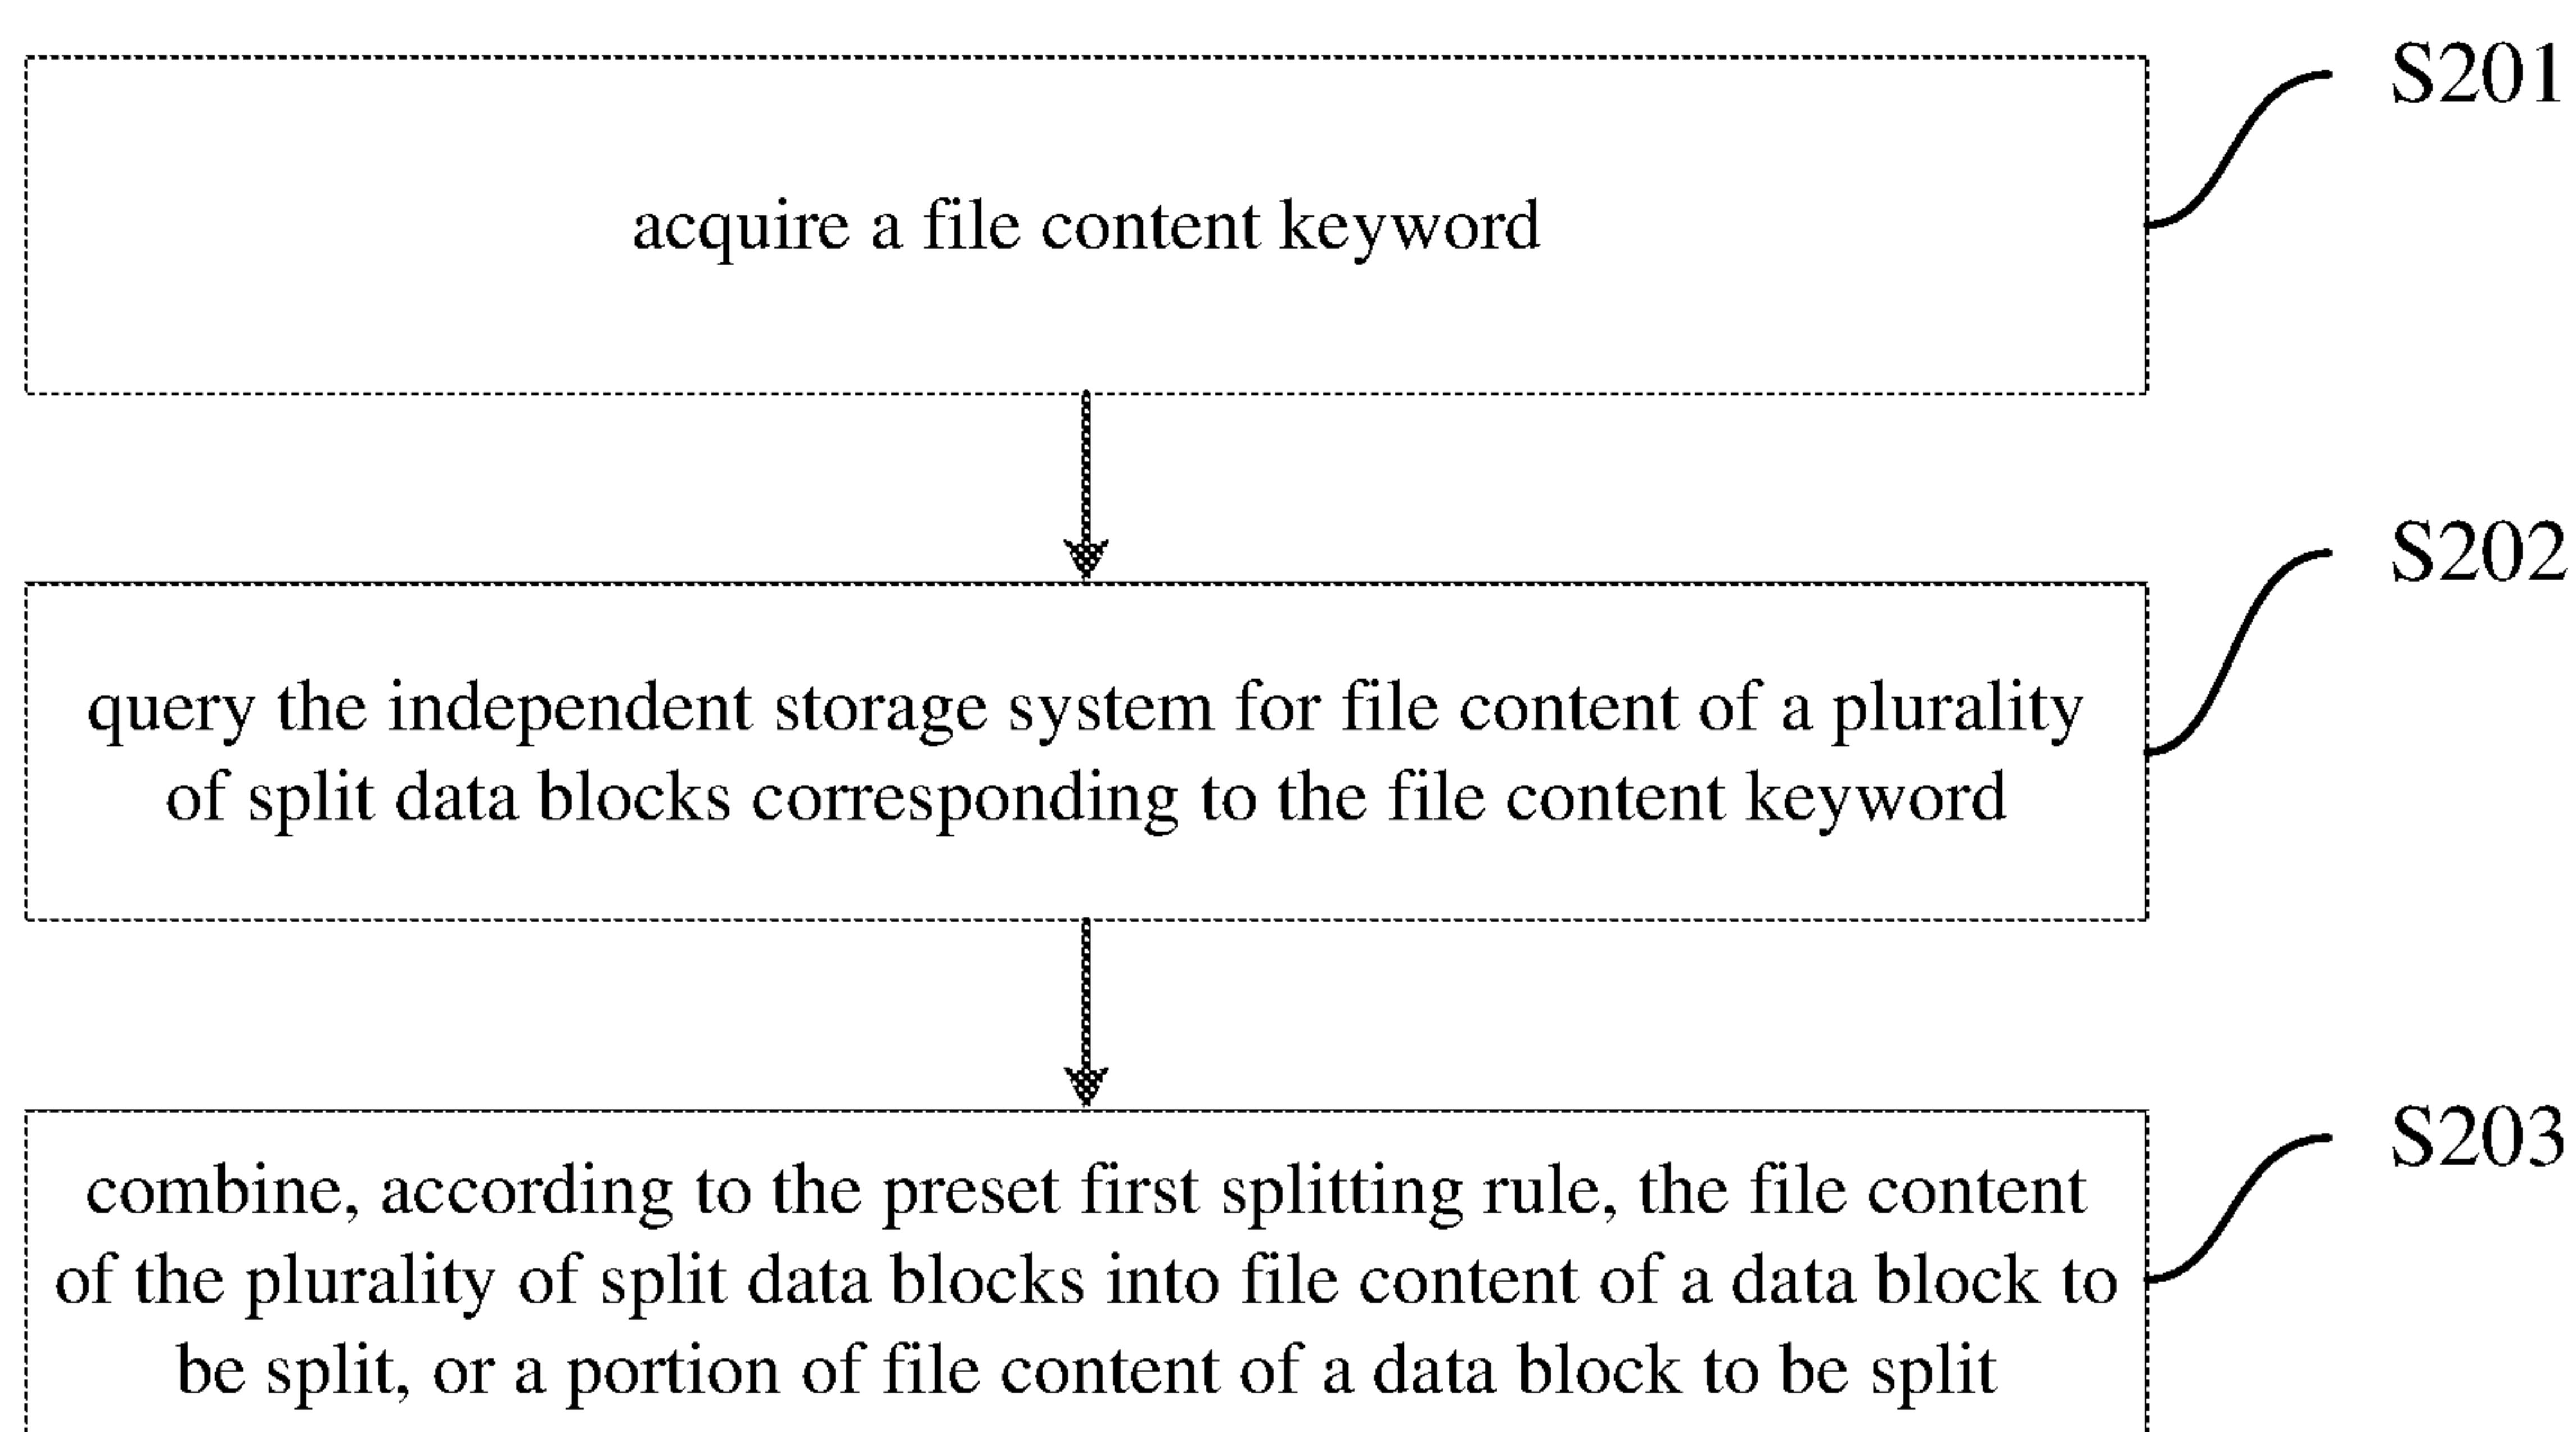 S201
acquire a file content keyword
S202
query the independent storage system for file content of a plurality
of split data blocks corresponding to the file content keyword
S203
combine, according to the preset first splitting rule, the file content
of the plurality of split data blocks into file content of a data block to
be split, or a portion of file content of a data block to be split